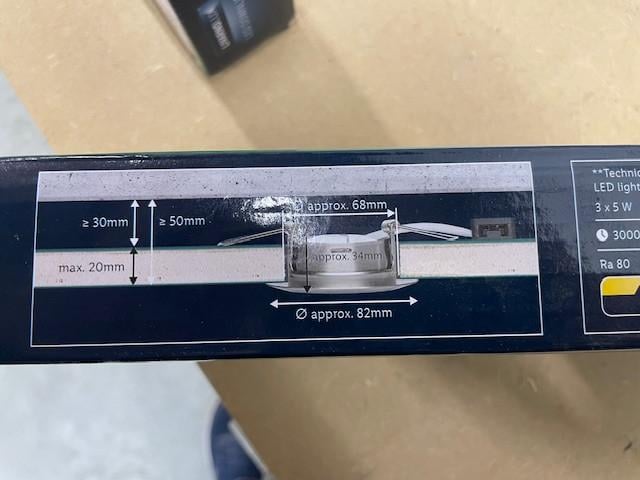 Ø approx. 68mm
≥ 30mm
≥ 50mm
max. 20mm
approx. 34mm
Ø approx. 82mm
**Technic
LED light
3 x 5 W
3000
Ra 80